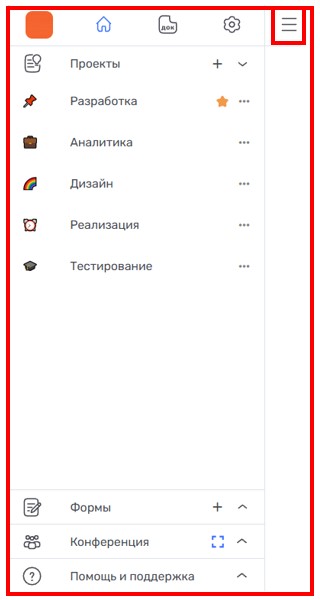 ДОК
Проекты
Разработка
Аналитика
Дизайн
Реализация
Тестирование
Формы
Конференция
Помощь и поддержка